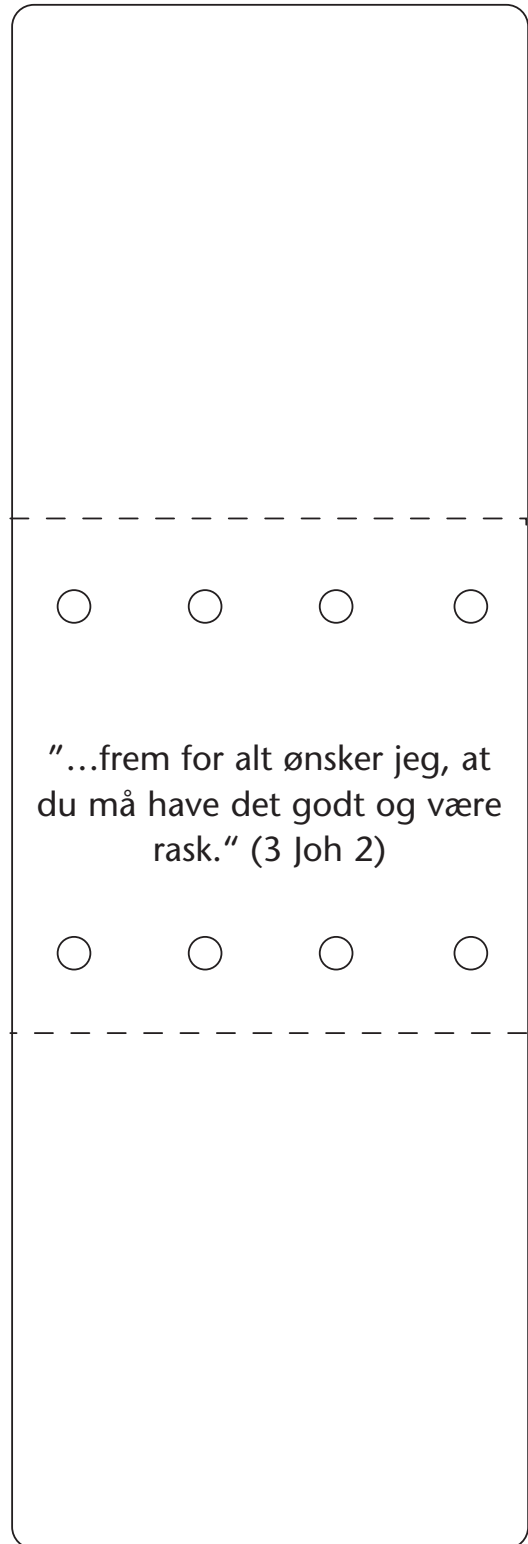 "…frem for alt ønsker jeg, at
du må have det godt og være
rask." (3 Joh 2)